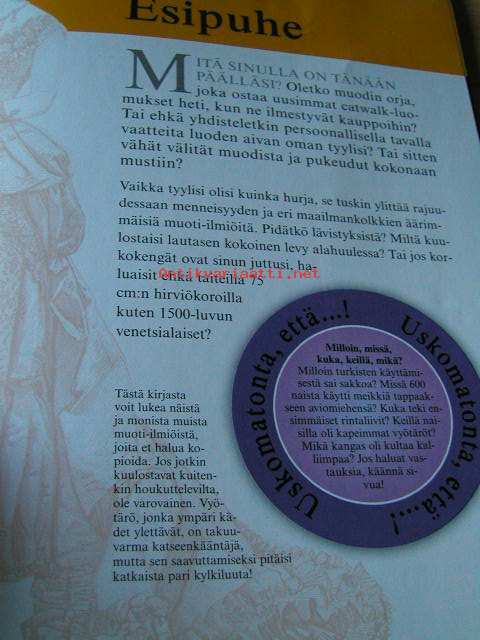 Esipuhe
MITÄ SINULLA ON TÄNÄÄN
PÄÄLLÄSI? Oletko muodin orja,
joka ostaa uusimmat catwalk-luo-
mukset heti, kun ne ilmestyvät kauppoihin?
Tai ehkä yhdisteletkin persoonallisella tavalla
vaatteita luoden aivan oman tyylisi? Tai sitten
vähät välität muodista ja pukeudut kokonaan
mustiin?
Vaikka tyylisi olisi kuinka hurja, se tuskin ylittää rajuu-
dessaan menneisyyden ja eri maailmankolkkien äärim-
mäisiä muoti-ilmiöitä. Pidätkö lävistyksistä? Miltä kuu-
lostaisi lautasen kokoinen levy alahuulessa? Tai jos kor-
kokengät ovat sinun juttusi, ha-
luaisit ehkä taiteilla 75
cm:n hirviökoroilla
kuten 1500-luvun
venetsialaiset?
Antikvariaatti.net
Tästä kirjasta
voit lukea näistä
ja monista muista
muoti-ilmiöistä,
joita et halua ko-
pioida. Jos jotkin
kuulostavat kuiten-
kin houkuttelevilta,
ole varovainen. Vyö-
tärö, jonka ympäri kä-
det ylettävät, on takuu-
varma katseenkääntäjä,
mutta sen saavuttamiseksi pitäisi
katkaista pari kylkiluuta!
Uskomatonta, että...!
Uskomatonta, että...!
Milloin, missä,
kuka, keillä, mikä?
Milloin turkisten käyttämi-
sestä sai sakkoa? Missä 600
naista käytti meikkiä tappaak-
seen aviomiehensä? Kuka teki en-
simmäiset rintaliivit? Keillä nai-
silla oli kapeimmat vyötäröt?
Mikä kangas oli kultaa kal-
liimpaa? Jos haluat vas-
tauksia, käännä si-
vua!